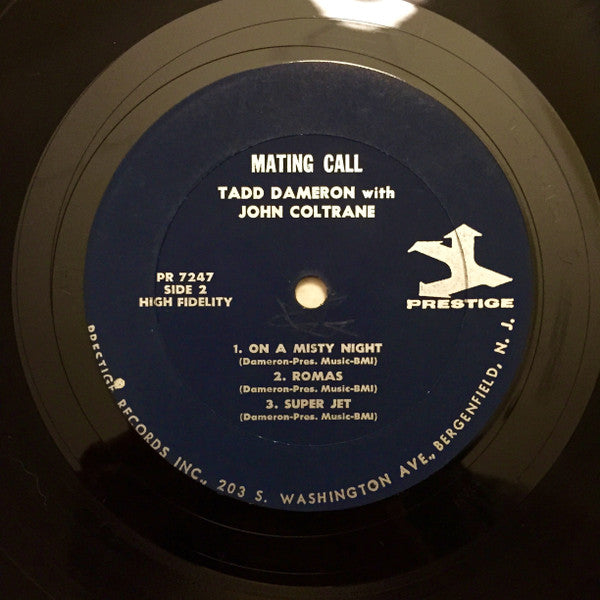 MATING CALL
TADD DAMERON with
JOHN COLTRANE
PR 7247
SIDE 2
HIGH FIDELITY
PRESTIGE
1. ON A MISTY NIGHT
(Dameron-Pres. Music-BMI)
2. ROMAS
(Dameron-Pres. Music-BMI)
3. SUPER JET
(Dameron-Pres. Music-BMI)
PRESTIGE RECORDS INC., 203 S. WASHINGTON AVE., BERGENFIELD, N. J.